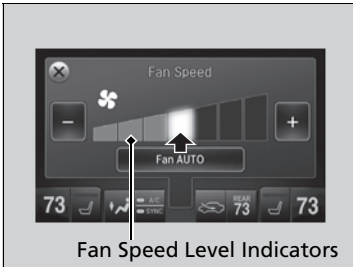 Fan Speed
-
+
Fan AUTO
73
A/C
SYNC
REAR
73
73
Fan Speed Level Indicators